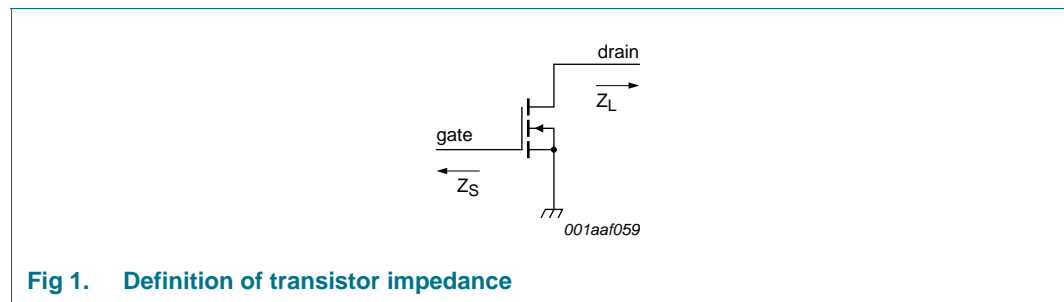 drain
Z_L
gate
Z_S
001aaf059
Fig 1. Definition of transistor impedance